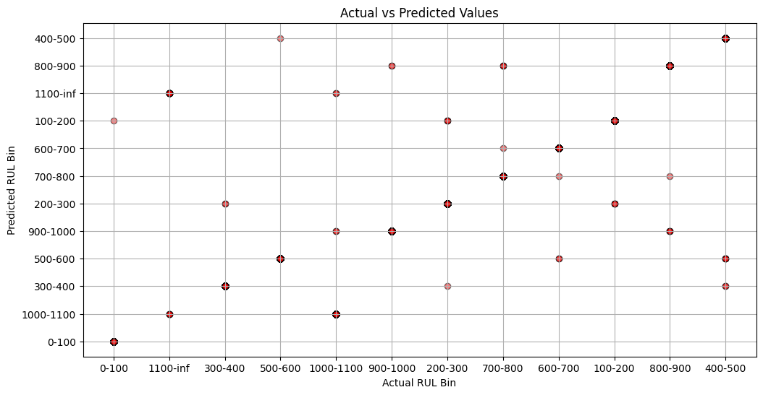 Actual vs Predicted Values
Predicted RUL Bin
400-500
800-900
1100-inf
100-200
600-700
700-800
200-300
900-1000
500-600
300-400
1000-1100
0-100
0-100 1100-inf 300-400 500-600 1000-1100 900-1000 200-300 700-800 600-700 100-200 800-900 400-500
Actual RUL Bin